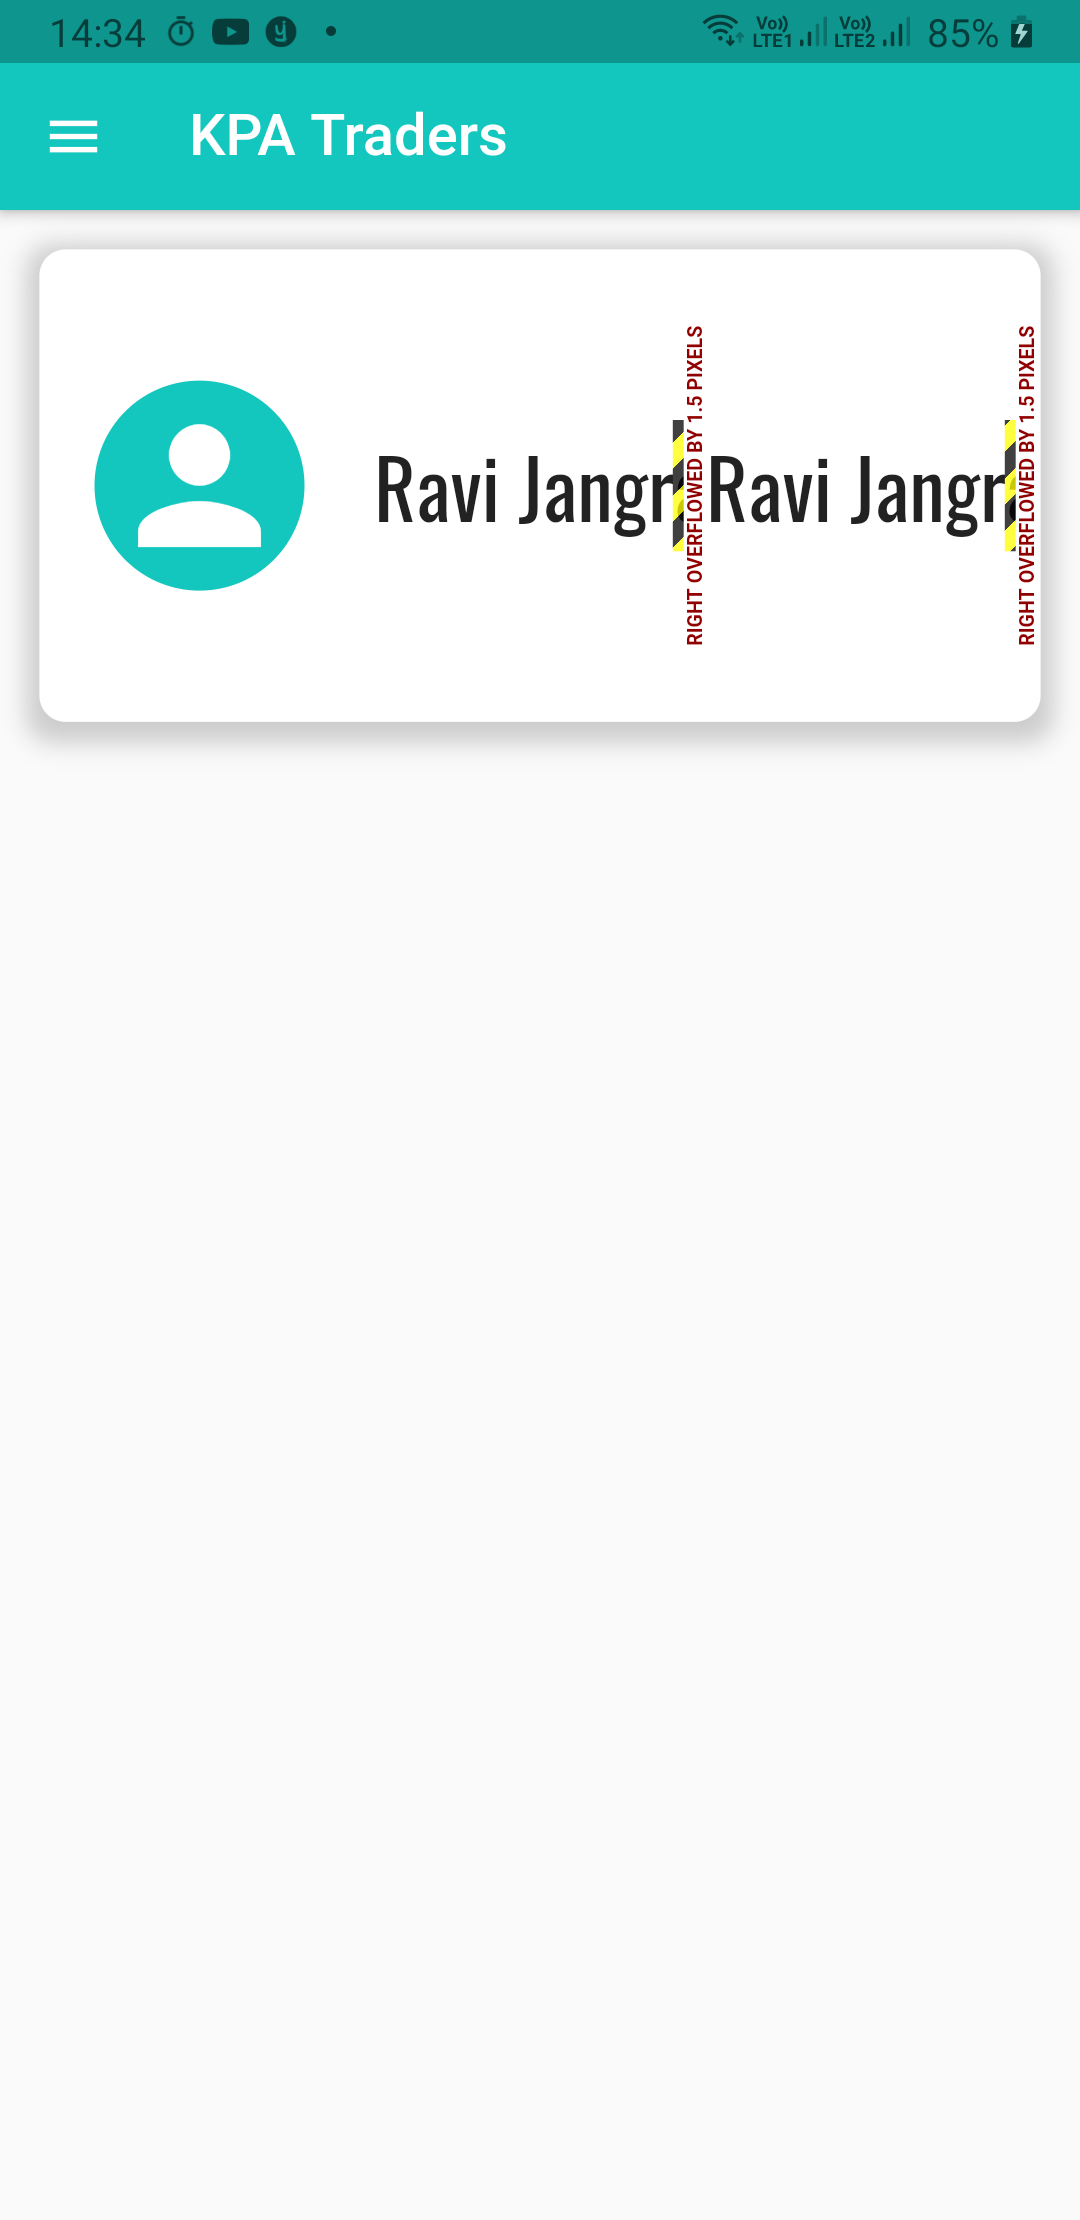 14:34 Vo)) LTE1 Vo)) LTE2 85%
KPA Traders
Ravi Jangr Ravi Jangr
RIGHT OVERFLOWED BY 1.5 PIXELS
RIGHT OVERFLOWED BY 1.5 PIXELS